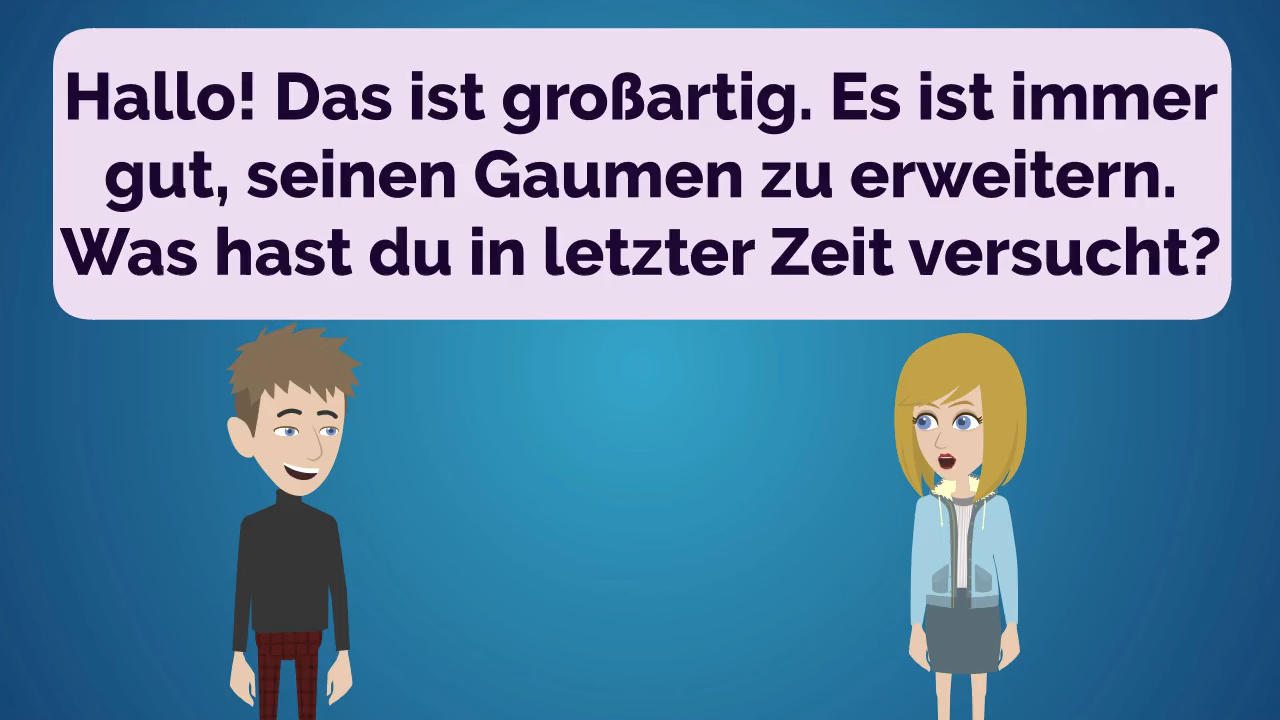 Hallo! Das ist großartig. Es ist immer
gut, seinen Gaumen zu erweitern.
Was hast du in letzter Zeit versucht?